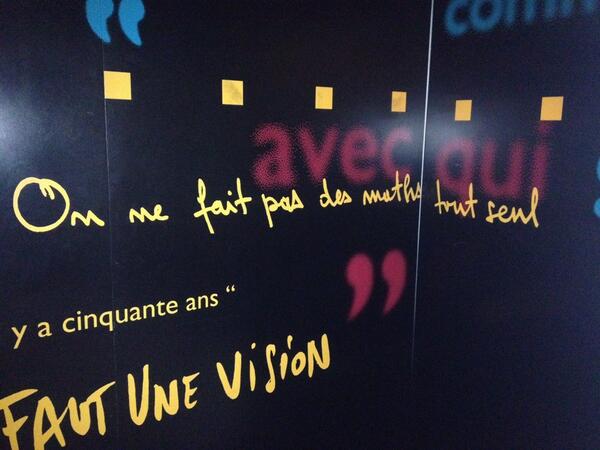 “
comm
avec qui
On ne fait pas des maths tout seul
”
y a cinquante ans “
FAUT UNE VISION